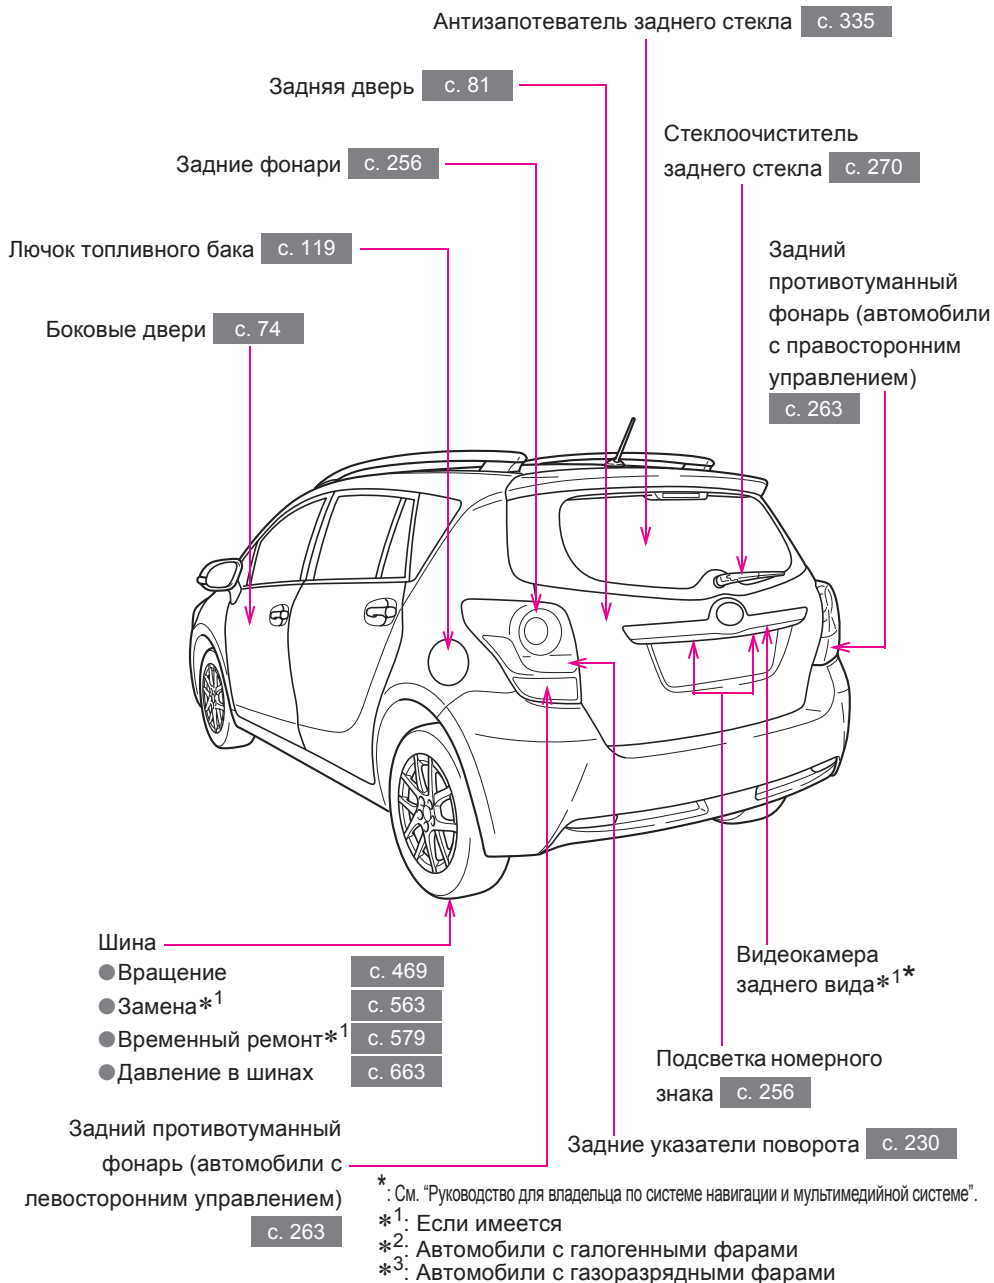 Антизапотеватель заднего стекла с. 335
Задняя дверь с. 81
Стеклоочиститель
заднего стекла с. 270
Задние фонари с. 256
Лючок топливного бака с. 119
Задний
противотуманный
фонарь (автомобили
с правосторонним
управлением)
с. 263
Боковые двери с. 74
Шина
●Вращение с. 469
●Замена*1 с. 563
●Временный ремонт*1 с. 579
●Давление в шинах с. 663
Видеокамера
заднего вида*1*
Подсветка номерного
знака с. 256
Задние указатели поворота с. 230
Задний противотуманный
фонарь (автомобили с
левосторонним управлением)
с. 263
*: См. “Руководство для владельца по системе навигации и мультимедийной системе”.
*1: Если имеется
*2: Автомобили с галогенными фарами
*3: Автомобили с газоразрядными фарами